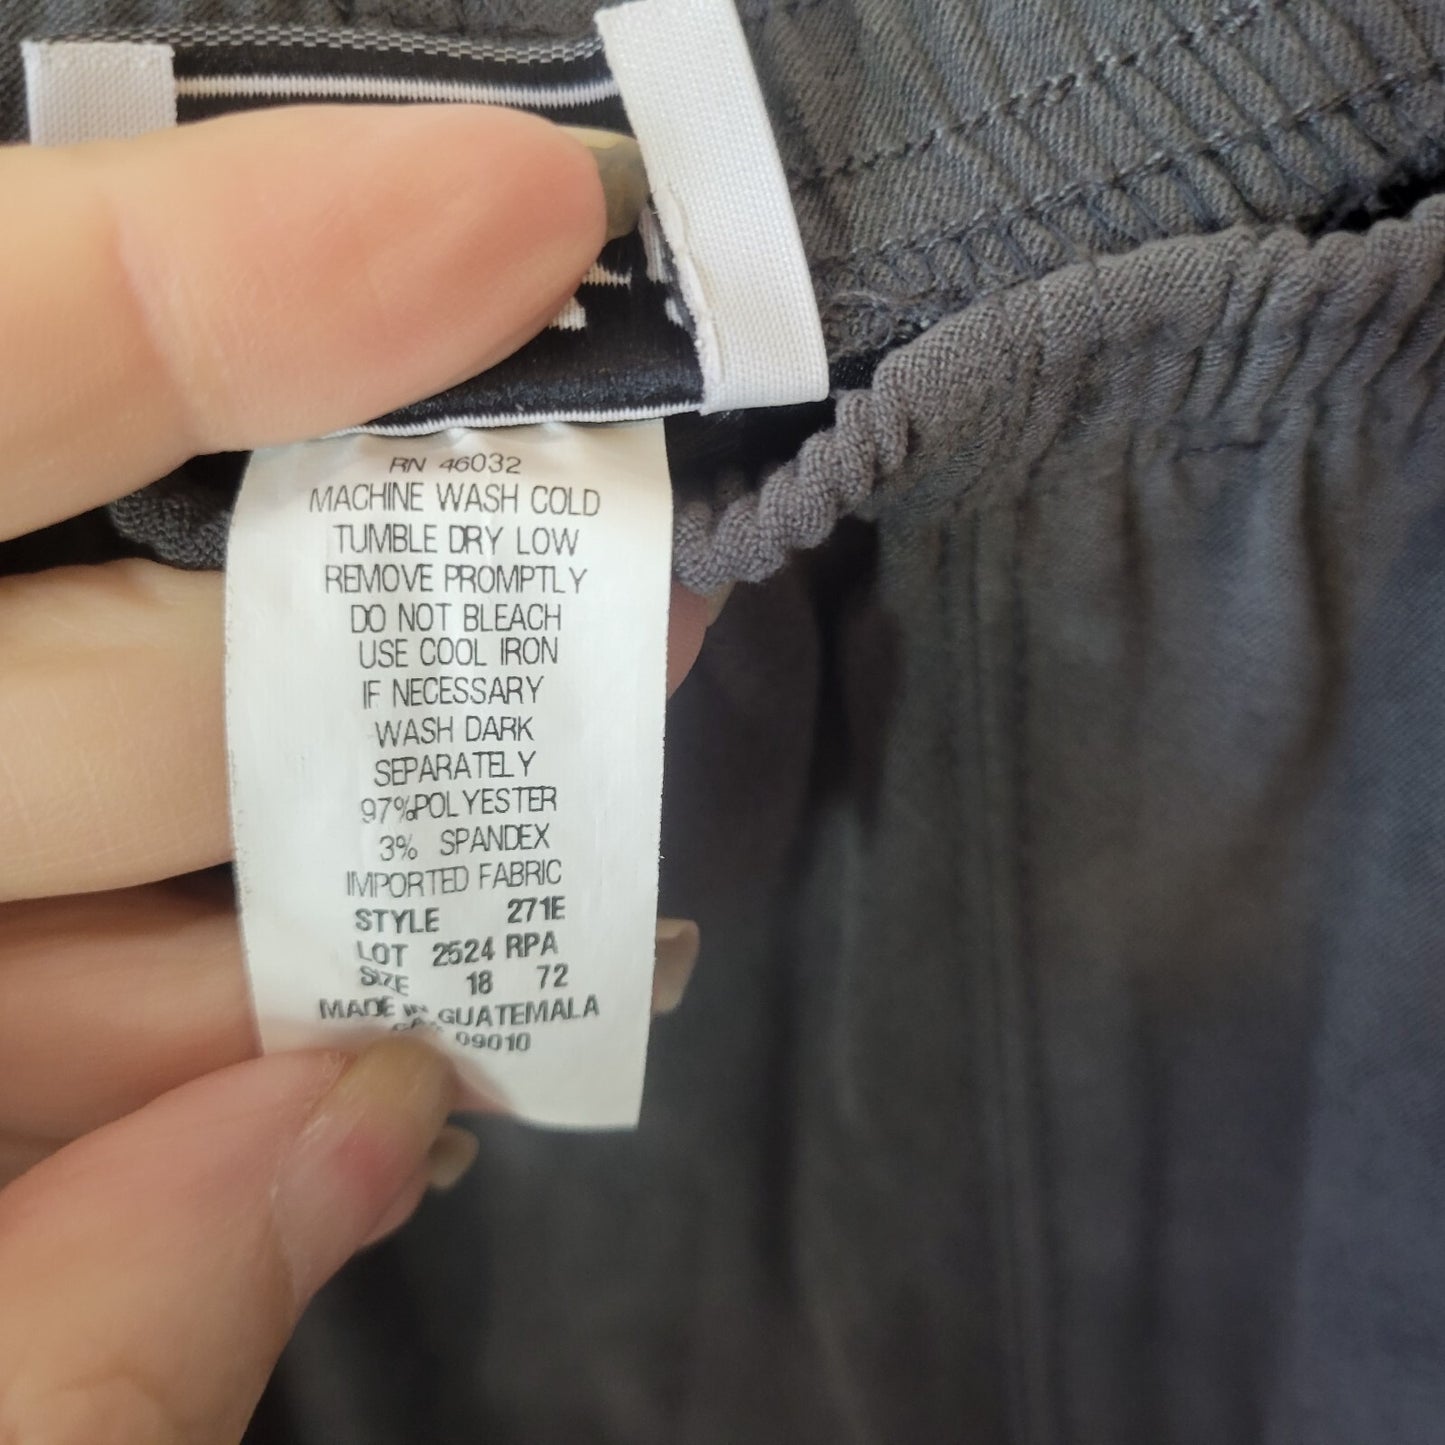 RN 46032
MACHINE WASH COLD
TUMBLE DRY LOW
REMOVE PROMPTLY
DO NOT BLEACH
USE COOL IRON
IF NECESSARY
WASH DARK
SEPARATELY
97%POLYESTER
3% SPANDEX
IMPORTED FABRIC
STYLE 271E
LOT 2524 RPA
SIZE 18 72
MADE IN GUATEMALA
09010